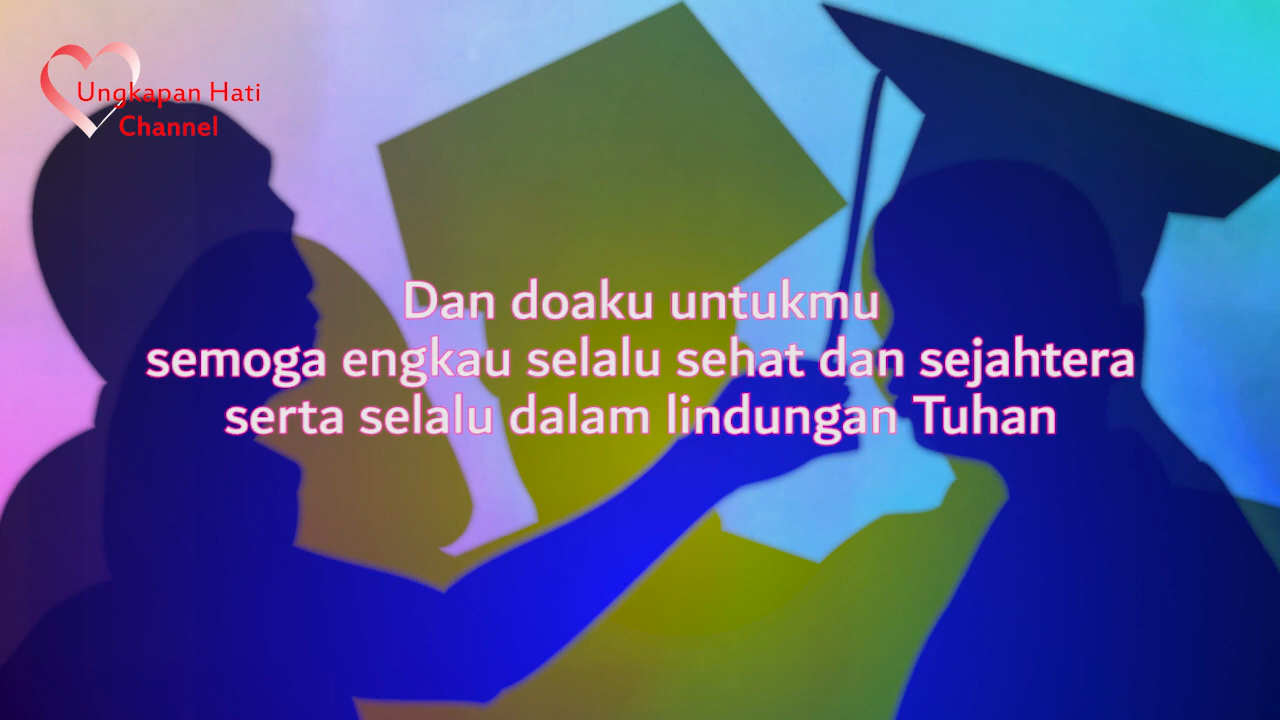 Ungkapan Hati
Channel
Dan doaku untukmu
semoga engkau selalu sehat dan sejahtera
serta selalu dalam lindungan Tuhan